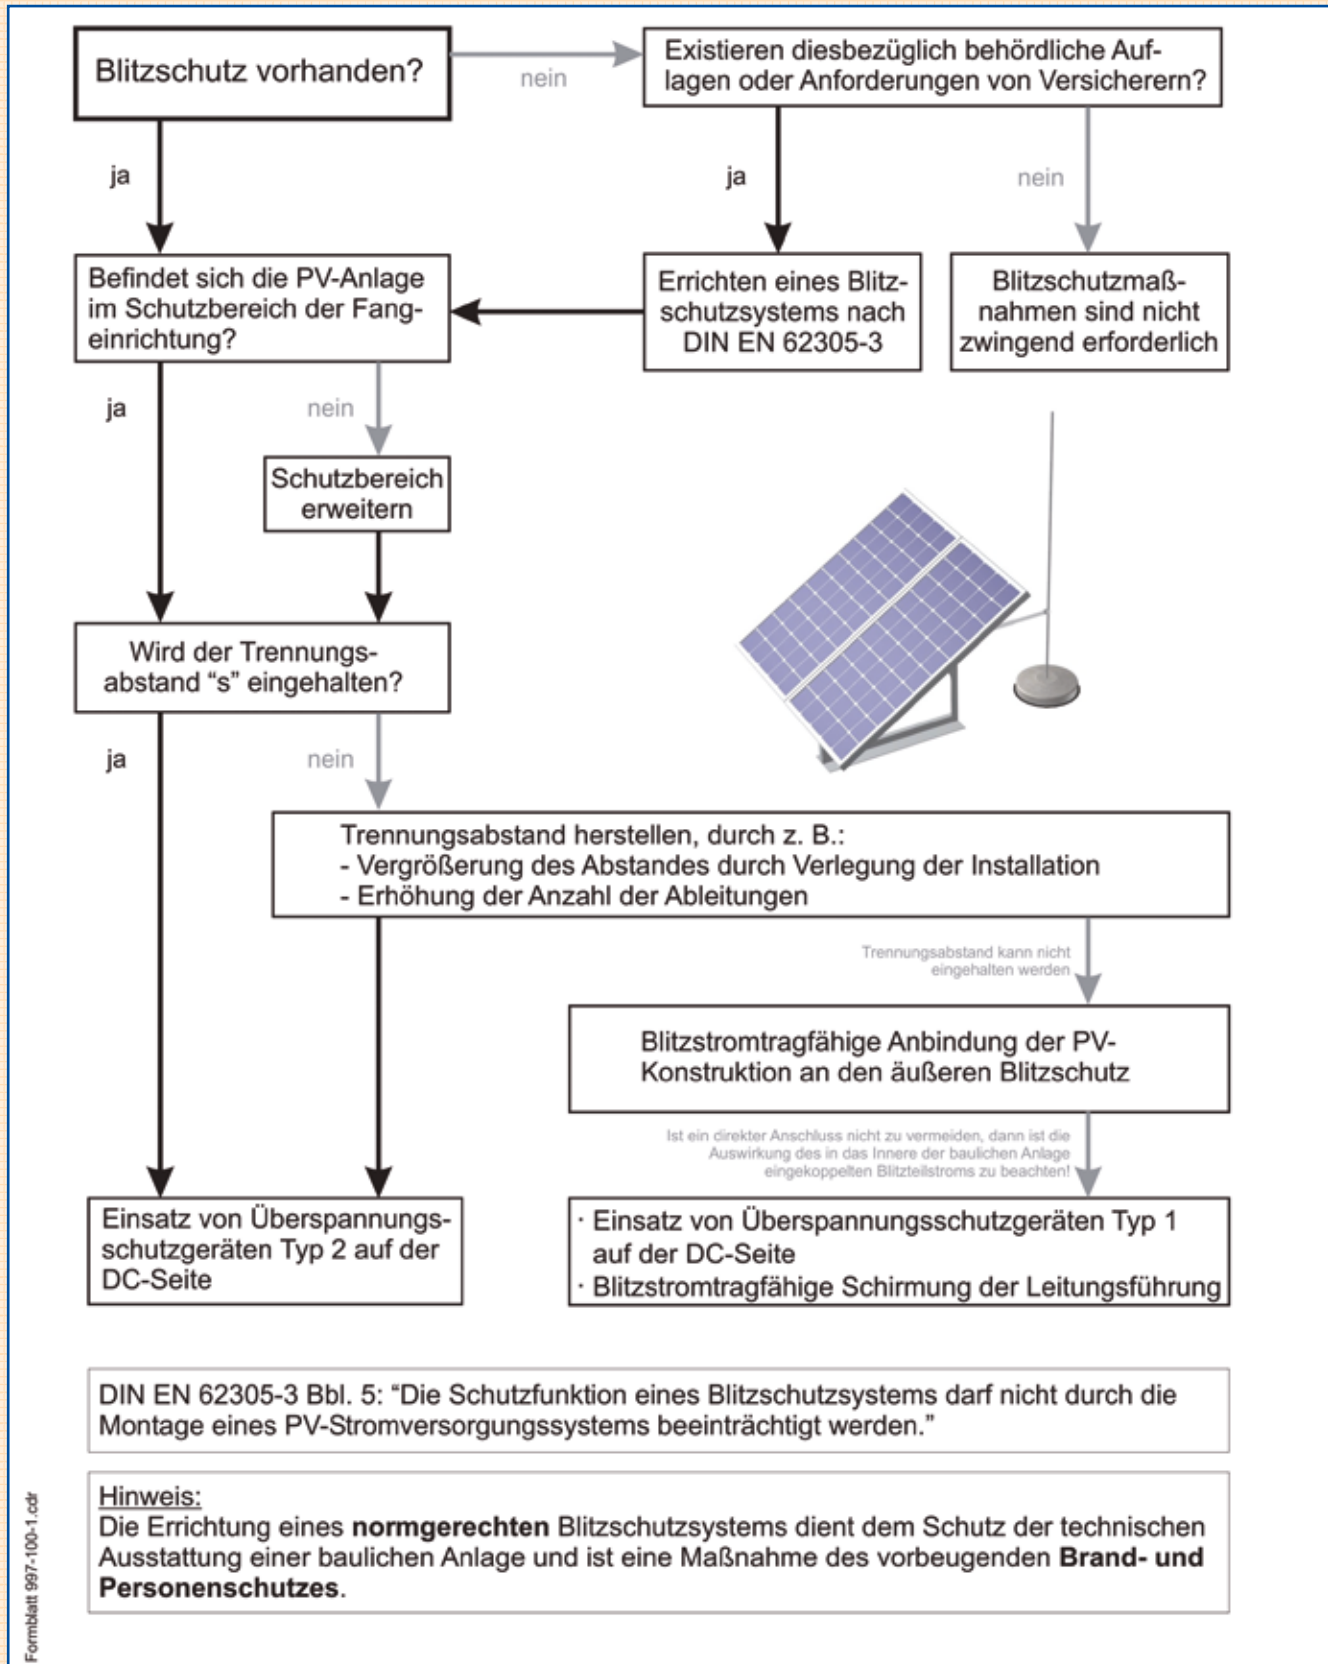 Blitzschutz vorhanden?
nein
Existieren diesbezüglich behördliche Auf-
lagen oder Anforderungen von Versicherern?
ja
ja
nein
Befindet sich die PV-Anlage
im Schutzbereich der Fang-
einrichtung?
Errichten eines Blitz-
schutzsystems nach
DIN EN 62305-3
Blitzschutzmaß-
nahmen sind nicht
zwingend erforderlich
ja
nein
Schutzbereich
erweitern
Wird der Trennungs-
abstand “s” eingehalten?
ja
nein
Trennungsabstand herstellen, durch z. B.:
- Vergrößerung des Abstandes durch Verlegung der Installation
- Erhöhung der Anzahl der Ableitungen
Trennungsabstand kann nicht
eingehalten werden
Blitzstromtragfähige Anbindung der PV-
Konstruktion an den äußeren Blitzschutz
Ist ein direkter Anschluss nicht zu vermeiden, dann ist die
Auswirkung des in das Innere der baulichen Anlage
eingekoppelten Blitzteilstroms zu beachten!
Einsatz von Überspannungs-
schutzgeräten Typ 2 auf der
DC-Seite
· Einsatz von Überspannungsschutzgeräten Typ 1
auf der DC-Seite
· Blitzstromtragfähige Schirmung der Leitungsführung
DIN EN 62305-3 Bbl. 5: “Die Schutzfunktion eines Blitzschutzsystems darf nicht durch die
Montage eines PV-Stromversorgungssystems beeinträchtigt werden.”
Hinweis:
Die Errichtung eines normgerechten Blitzschutzsystems dient dem Schutz der technischen
Ausstattung einer baulichen Anlage und ist eine Maßnahme des vorbeugenden Brand- und
Personenschutzes.
Formblatt 997-100-1.cdr